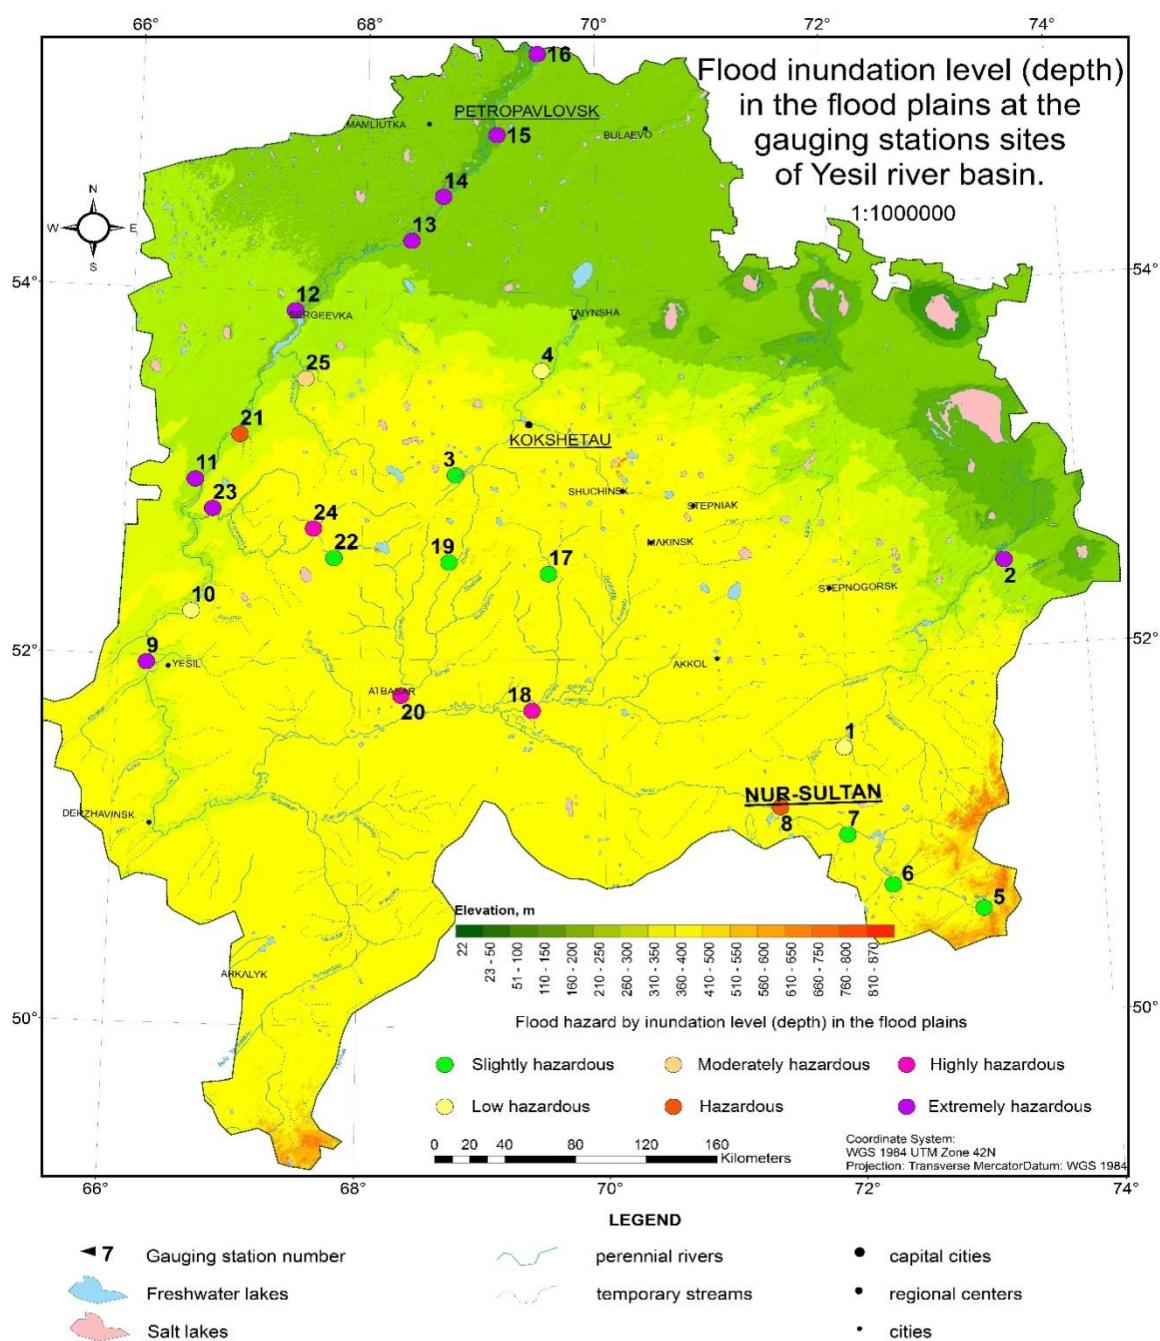 66° 68° 70° 72° 74°
16
Flood inundation level (depth)
in the flood plains at the
gauging stations sites
of Yesil river basin.
1:1000000
PETROPAVLOVSK
MAMLIUTKA
15
BULAEVO
14
N
W E
S
13
54° 54°
12
SERGEEVKA
TAIYNSHA
4
25
21
KOKSHETAU
3
11
SHUCHINSK
23
STEPNIAK
24
22
19
17
MAKINSK
2
STEPNOGORSK
10
9
52° 52°
YESIL
AKKOL
ATBASAR
20
18
1
NUR-SULTAN
8
7
DERZHAVINSK
6
5
Elevation, m
22
23 - 50
51 - 100
110 - 150
160 - 200
210 - 250
260 - 300
310 - 350
360 - 400
410 - 500
510 - 550
560 - 600
610 - 650
660 - 750
760 - 800
810 - 870
ARKALYK
50° 50°
Flood hazard by inundation level (depth) in the flood plains
Slightly hazardous Moderately hazardous Highly hazardous
Low hazardous Hazardous Extremely hazardous
0 20 40 80 120 160
Kilometers
Coordinate System:
WGS 1984 UTM Zone 42N
Projection: Transverse MercatorDatum: WGS 1984
66° 68° 70° 72° 74°
LEGEND
7 Gauging station number perennial rivers capital cities
Freshwater lakes temporary streams regional centers
Salt lakes cities